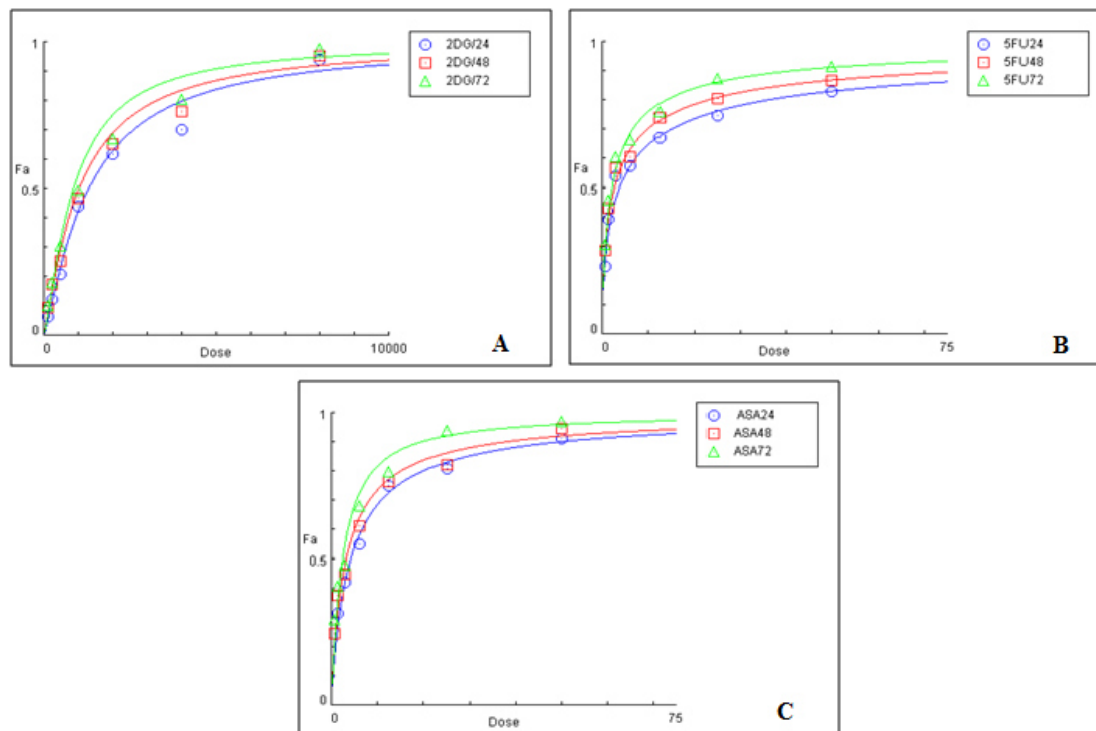 1
2DG/24
2DG/48
2DG/72
Fa
0.5
0
0
Dose
10000
A
1
5FU24
5FU48
5FU72
Fa
0.5
0
0
Dose
75
B
1
ASA24
ASA48
ASA72
Fa
0.5
0
0
Dose
75
C